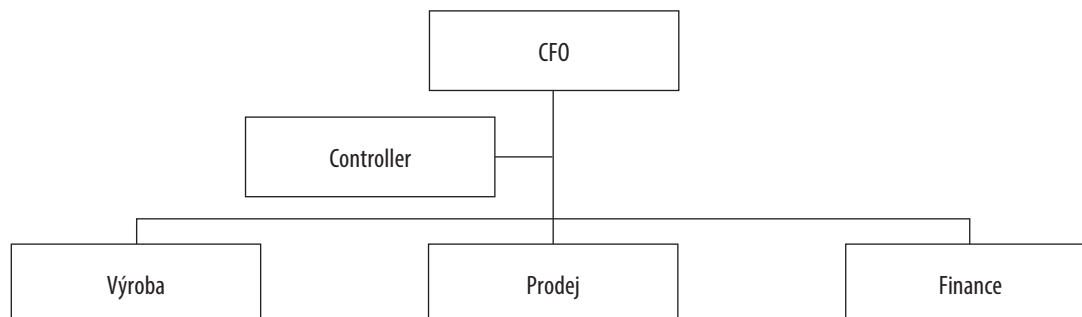 CFO
Controller
Výroba
Prodej
Finance